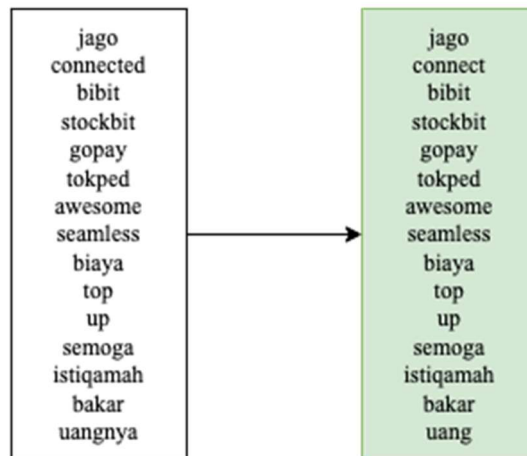 jago
connected
bibit
stockbit
gopay
tokped
awesome
seamless
biaya
top
up
semoga
istiqamah
bakar
uangnya
jago
connect
bibit
stockbit
gopay
tokped
awesome
seamless
biaya
top
up
semoga
istiqamah
bakar
uang